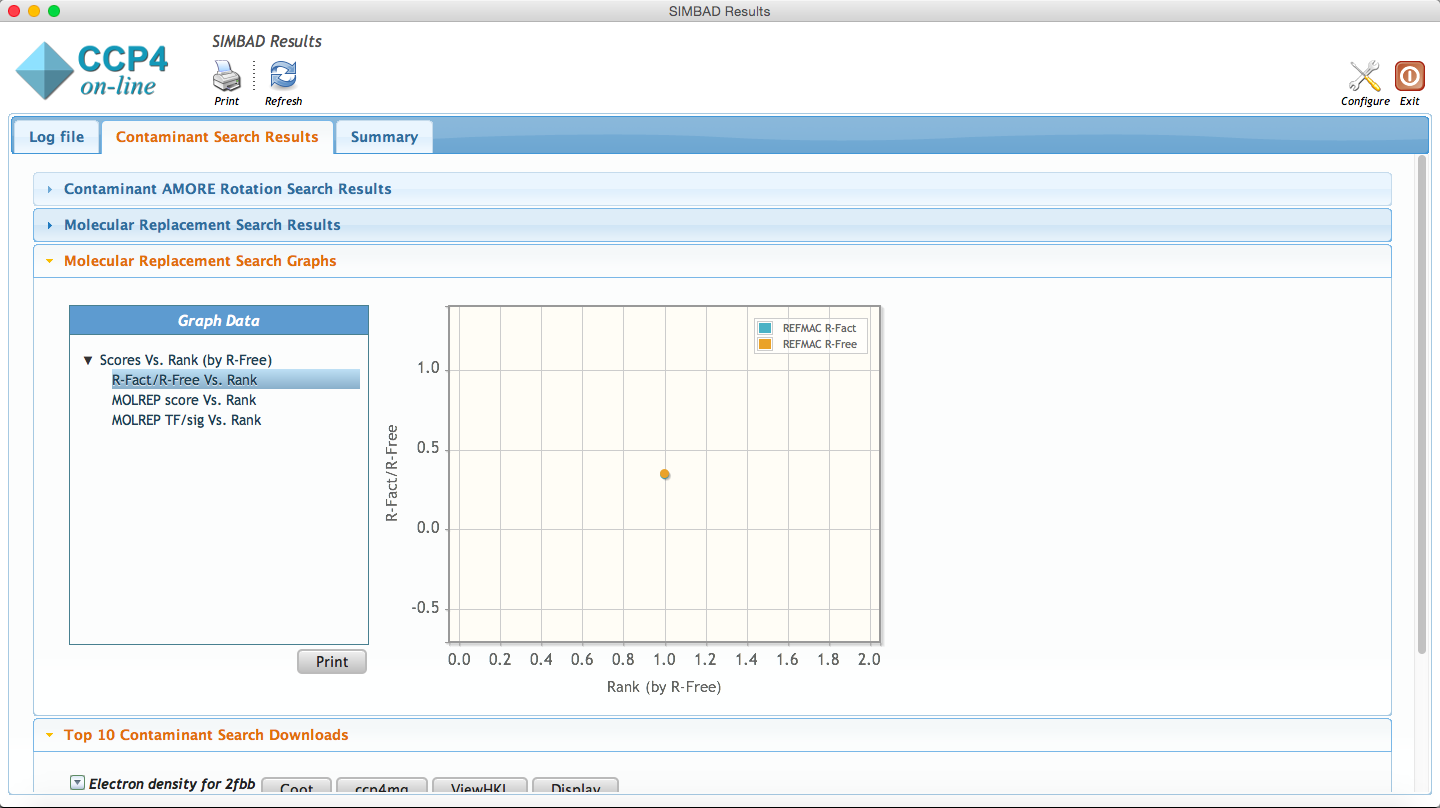 SIMBAD Results
CCP4
on-line
SIMBAD Results
Print
Refresh
Configure
Exit
Log file
Contaminant Search Results
Summary
Contaminant AMORE Rotation Search Results
Molecular Replacement Search Results
Molecular Replacement Search Graphs
Graph Data
Scores Vs. Rank (by R-Free)
R-Fact/R-Free Vs. Rank
MOLREP score Vs. Rank
MOLREP TF/sig Vs. Rank
Print
REFMAC R-Fact
REFMAC R-Free
R-Fact/R-Free
1.0
0.5
0.0
-0.5
0.0 0.2 0.4 0.6 0.8 1.0 1.2 1.4 1.6 1.8 2.0
Rank (by R-Free)
Top 10 Contaminant Search Downloads
Electron density for 2fbb Coot ccp4mg ViewHKL Display